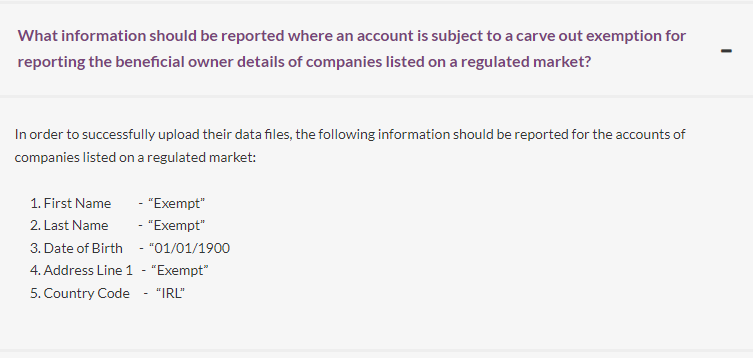 What information should be reported where an account is subject to a carve out exemption for
reporting the beneficial owner details of companies listed on a regulated market?
In order to successfully upload their data files, the following information should be reported for the accounts of
companies listed on a regulated market:
1. First Name - “Exempt”
2. Last Name - “Exempt”
3. Date of Birth - “01/01/1900
4. Address Line 1 - “Exempt”
5. Country Code - “IRL”